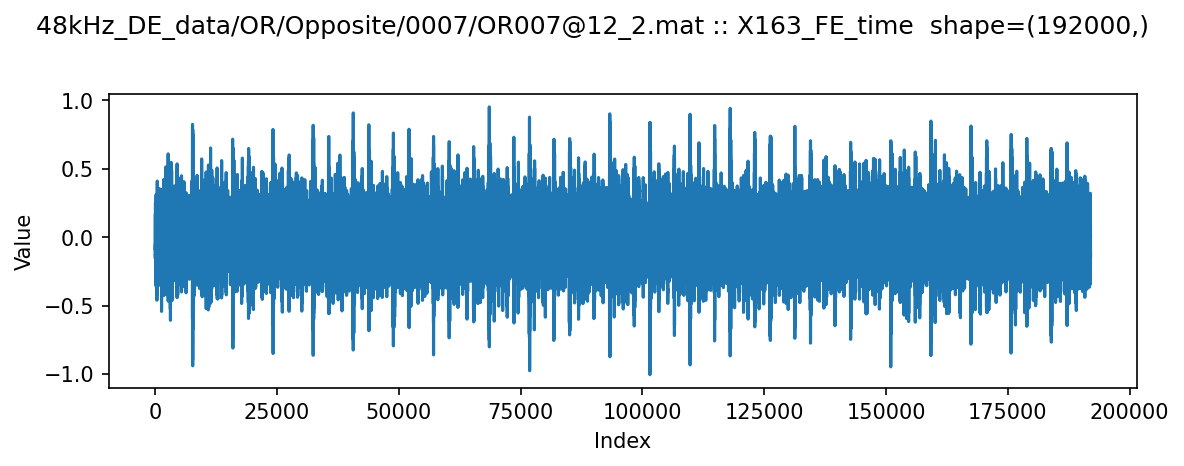 48kHz_DE_data/OR/Opposite/0007/OR007@12_2.mat :: X163_FE_time  shape=(192000,)
1.0
0.5
0.0
−0.5
−1.0
Value
0 25000 50000 75000 100000 125000 150000 175000 200000
Index